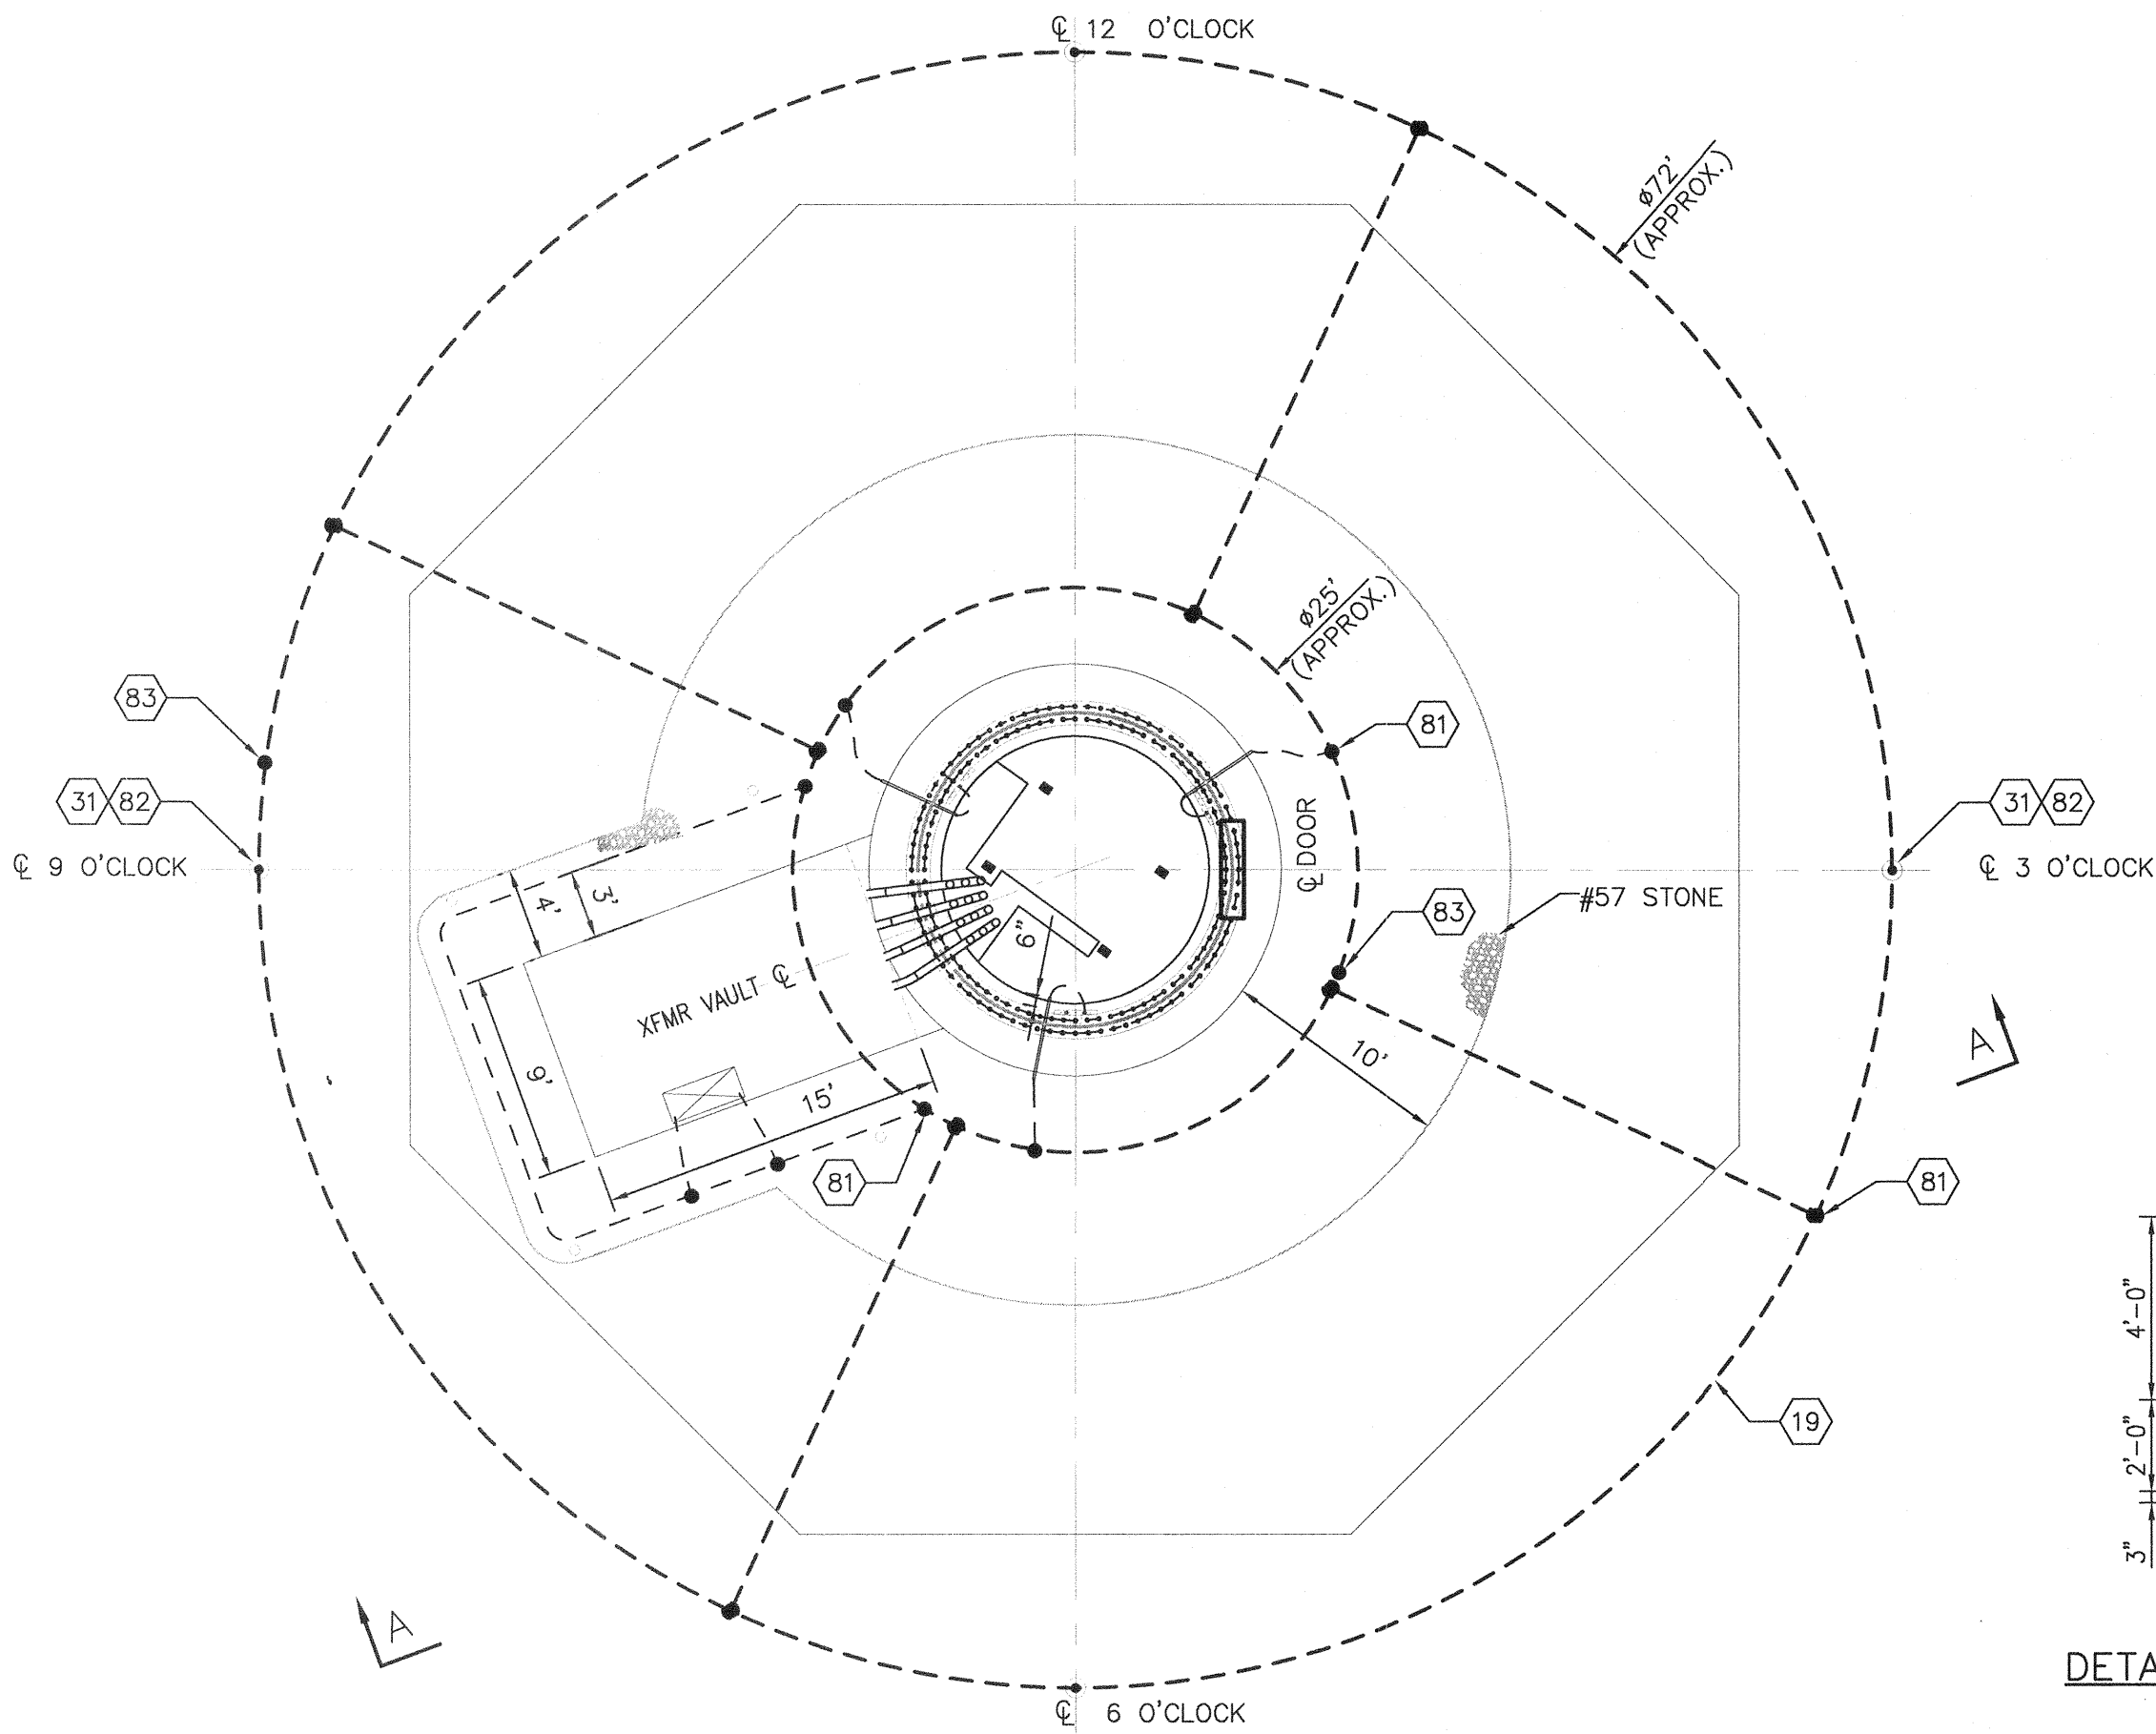 ℄ 12 O'CLOCK
ø72'
(APPROX.)
ø25'
(APPROX.)
83
81
31 82
31 82
℄ 9 O'CLOCK
℄ DOOR
℄ 3 O'CLOCK
3'
4'
#57 STONE
83
6"
XFMR VAULT ℄
10'
A
9'
15'
81
81
4'-0"
19
2'-0"
3"
A
DETA
℄ 6 O'CLOCK